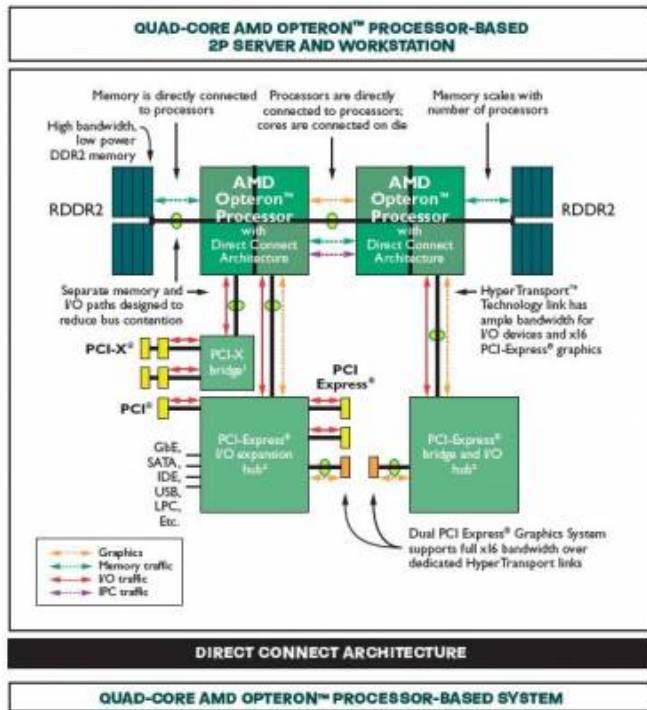 QUAD-CORE AMD OPTERON™ PROCESSOR-BASED
2P SERVER AND WORKSTATION
Memory is directly connected
to processors
Processors are directly
connected to processors;
cores are connected on die
Memory scales with
number of processors
High bandwidth,
low power
DDR2 memory
RDDR2
AMD
Opteron™
Processor
with
Direct Connect
Architecture
AMD
Opteron™
Processor
with
Direct Connect
Architecture
RDDR2
Separate memory and
I/O paths designed to
reduce bus contention
HyperTransport™
Technology link has
ample bandwidth for
I/O devices and x16
PCI-Express® graphics
PCI-X®
PCI-X
bridge¹
PCI
Express®
PCI®
PCI-Express®
I/O expansion
hub²
PCI-Express®
bridge and I/O
hub²
GbE,
SATA,
IDE,
USB,
LPC,
Etc.
Dual PCI Express® Graphics System
supports full x16 bandwidth over
dedicated HyperTransport links
Graphics
Memory traffic
I/O traffic
IPC traffic
DIRECT CONNECT ARCHITECTURE
QUAD-CORE AMD OPTERON™ PROCESSOR-BASED SYSTEM